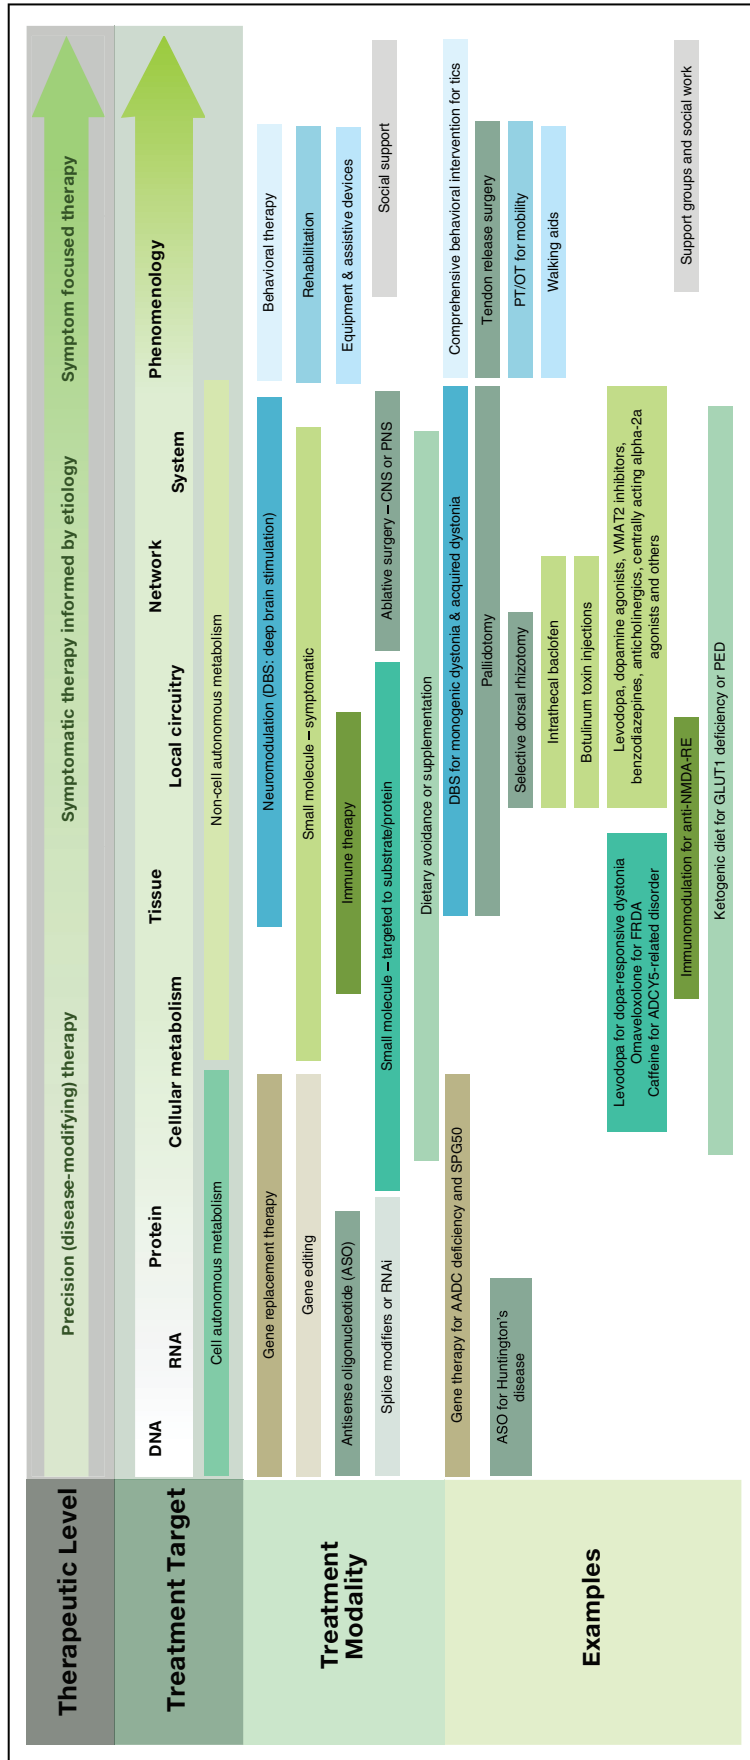 Therapeutic Level
Precision (disease-modifying) therapy
Symptomatic therapy informed by etiology
Symptom focused therapy
Treatment Target
DNA
RNA
Protein
Cellular metabolism
Tissue
Local circuitry
Network
System
Phenomenology
Cell autonomous metabolism
Non-cell autonomous metabolism
Treatment
Modality
Gene replacement therapy
Neuromodulation (DBS: deep brain stimulation)
Behavioral therapy
Gene editing
Small molecule – symptomatic
Rehabilitation
Antisense oligonucleotide (ASO)
Immune therapy
Equipment & assistive devices
Splice modifiers or RNAi
Small molecule – targeted to substrate/protein
Ablative surgery – CNS or PNS
Social support
Dietary avoidance or supplementation
Examples
Gene therapy for AADC deficiency and SPG50
DBS for monogenic dystonia & acquired dystonia
Comprehensive behavioral intervention for tics
ASO for Huntington's
disease
Pallidotomy
Tendon release surgery
Selective dorsal rhizotomy
PT/OT for mobility
Intrathecal baclofen
Walking aids
Botulinum toxin injections
Levodopa for dopa-responsive dystonia
Omaveloxolone for FRDA
Caffeine for ADCY5-related disorder
Levodopa, dopamine agonists, VMAT2 inhibitors,
benzodiazepines, anticholinergics, centrally acting alpha-2a
agonists and others
Immunomodulation for anti-NMDA-RE
Support groups and social work
Ketogenic diet for GLUT1 deficiency or PED